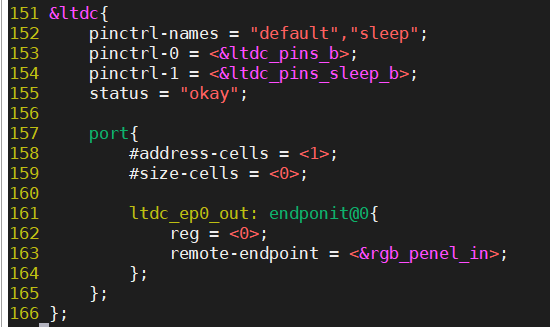 151 &ltdc{
152     pinctrl-names = "default","sleep";
153     pinctrl-0 = <&ltdc_pins_b>;
154     pinctrl-1 = <&ltdc_pins_sleep_b>;
155     status = "okay";
156
157     port{
158         #address-cells = <1>;
159         #size-cells = <0>;
160
161         ltdc_ep0_out: endponit@0{
162             reg = <0>;
163             remote-endpoint = <&rgb_penel_in>;
164         };
165     };
166 };